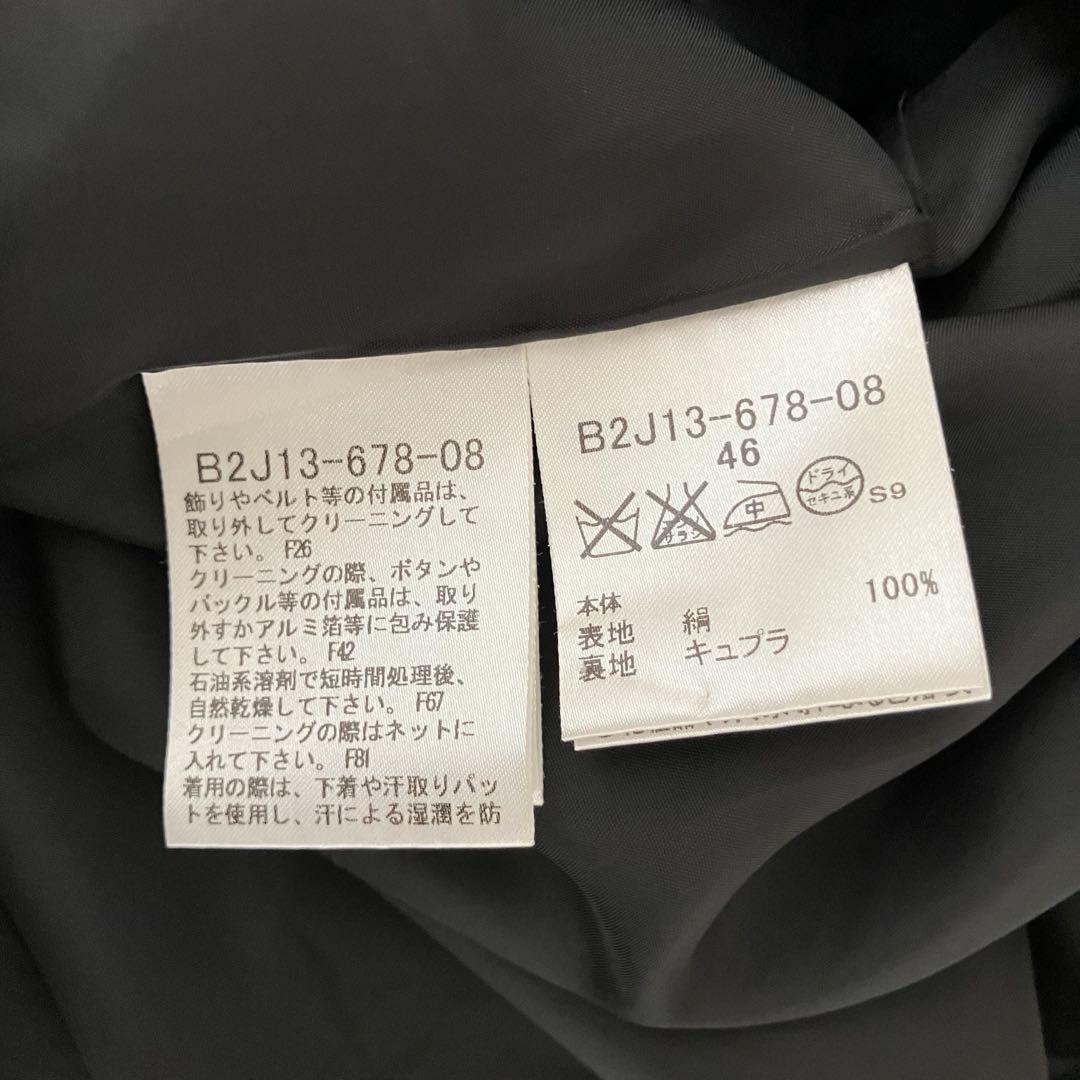 B2J13-678-08
飾りやベルト等の付属品は、
取り外してクリーニングして
下さい。 F26
クリーニングの際、ボタンや
バックル等の付属品は、取り
外すかアルミ箔等に包み保護
して下さい。 F42
石油系溶剤で短時間処理後、
自然乾燥して下さい。 F67
クリーニングの際はネットに
入れて下さい。 F81
着用の際は、下着や汗取りパッ
トを使用し、汗による湿潤を防
B2J13-678-08
46
中
ドライ
セキユ系
S9
本体
表地 絹 100%
裏地 キュプラ